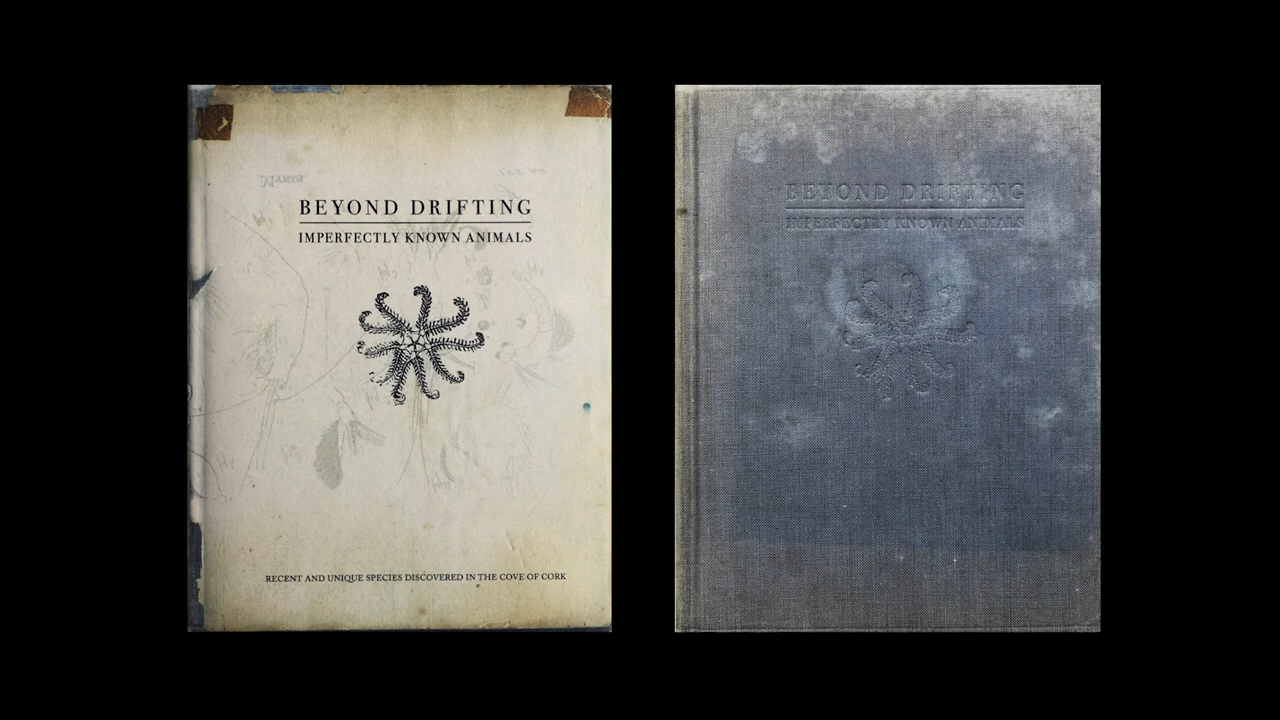 BEYOND DRIFTING
IMPERFECTLY KNOWN ANIMALS
RECENT AND UNIQUE SPECIES DISCOVERED IN THE COVE OF CORK
BEYOND DRIFTING
IMPERFECTLY KNOWN ANIMALS